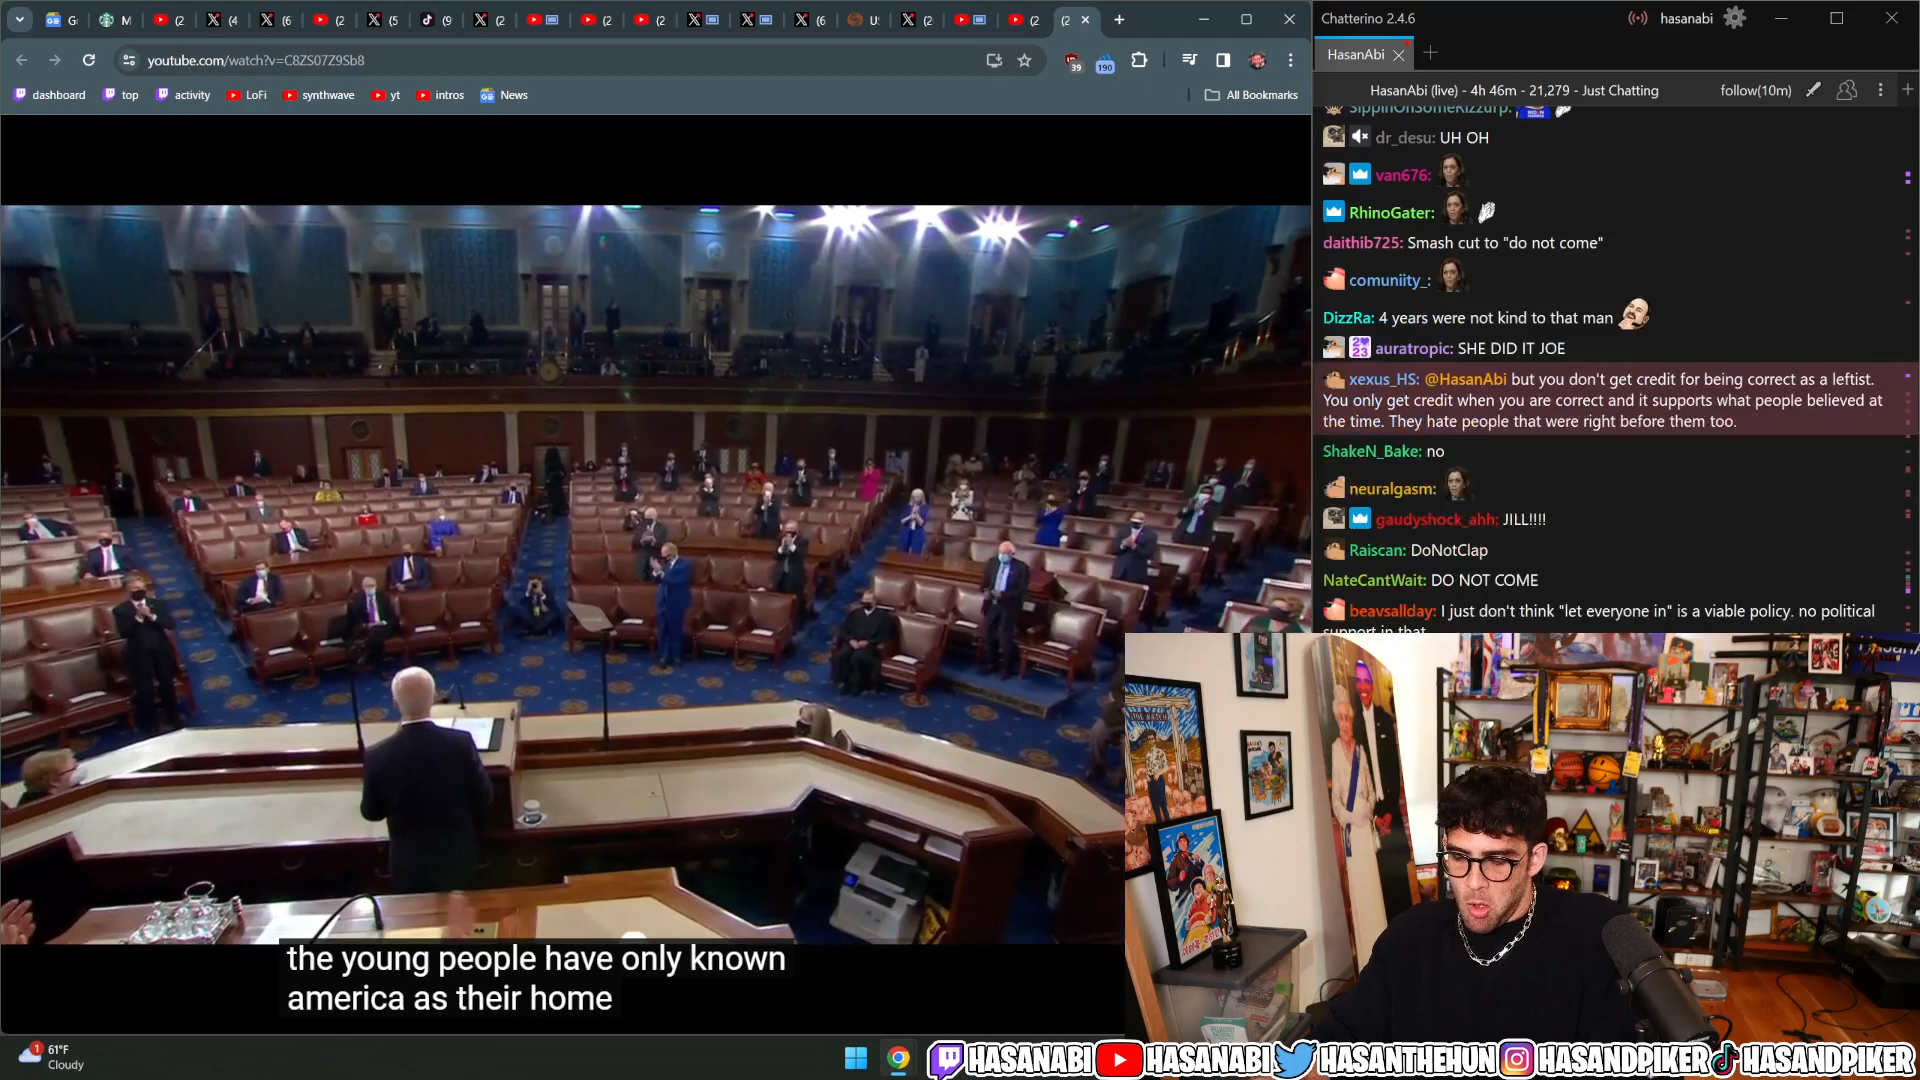 youtube.com/watch?v=C8ZS07Z9Sb8
39
190
dashboard
top
activity
LoFi
synthwave
yt
intros
News
All Bookmarks
the young people have only known
america as their home
1
61°F
Cloudy
Chatterino 2.4.6
hasanabi
HasanAbi
HasanAbi (live) - 4h 46m - 21,279 - Just Chatting
follow(10m)
SippinOnSomeRizzurp:
dr_desu: UH OH
van676:
RhinoGater:
daithib725: Smash cut to "do not come"
comuniity_:
DizzRa: 4 years were not kind to that man
auratropic: SHE DID IT JOE
xexus_HS: @HasanAbi but you don't get credit for being correct as a leftist.
You only get credit when you are correct and it supports what people believed at
the time. They hate people that were right before them too.
ShakeN_Bake: no
neuralgasm:
gaudyshock_ahh: JILL!!!!
Raiscan: DoNotClap
NateCantWait: DO NOT COME
beavsallday: I just don't think "let everyone in" is a viable policy. no political
support in that
HASANABI
HASANABI
HASANTHEHUN
HASANDPIKER
HASANDPIKER